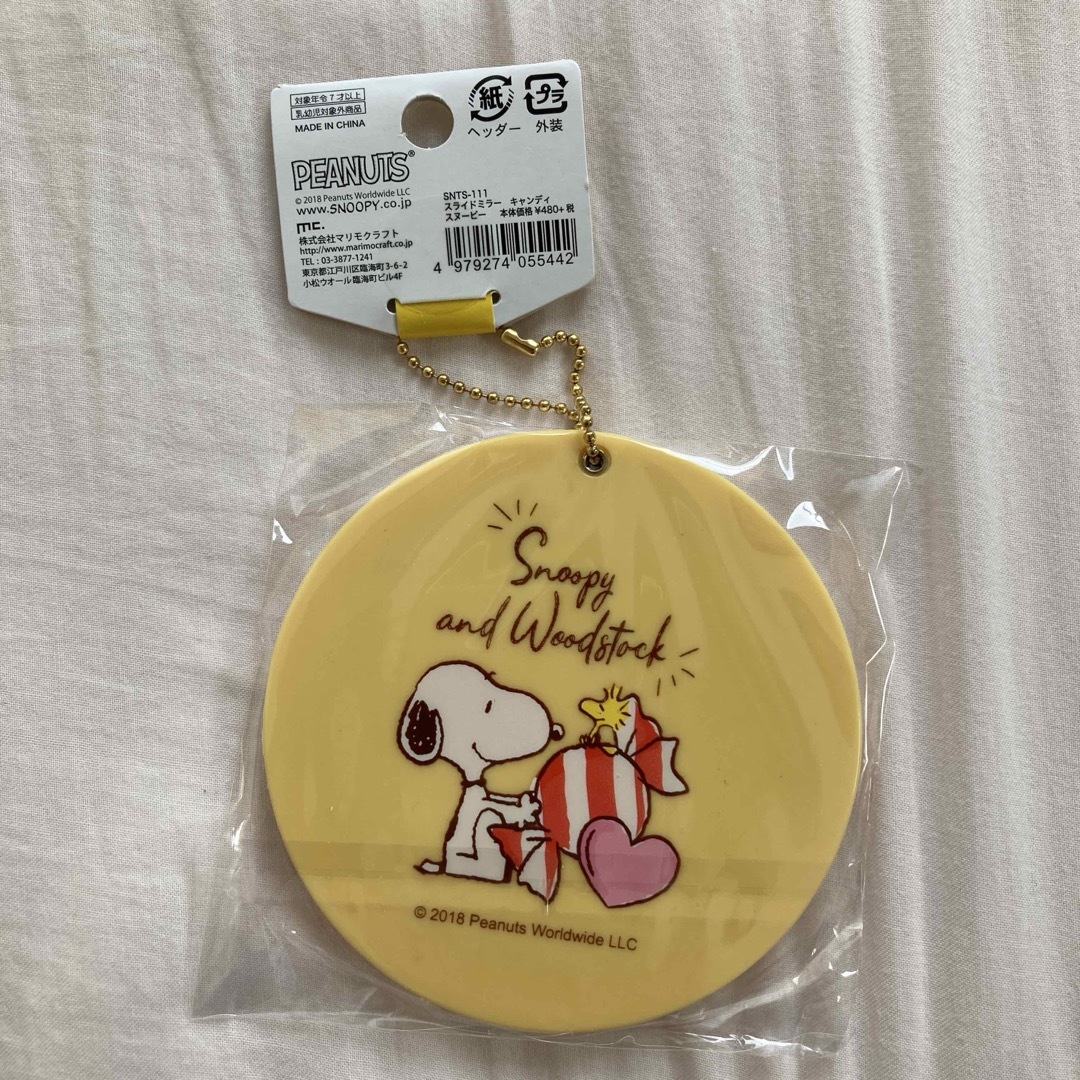 対象年令7才以上
乳幼児対象外商品
MADE IN CHINA
紙
プラ
ヘッダー 外装
PEANUTS®
© 2018 Peanuts Worldwide LLC
www.SNOOPY.co.jp
mc.
株式会社マリモクラフト
http://www.marimocraft.co.jp
TEL : 03-3877-1241
東京都江戸川区臨海町3-6-2
小松ウオール臨海町ビル4F
SNTS-111
スライドミラー キャンディ
スヌーピー 本体価格 ¥480+税
4 979274 055442
Snoopy
and Woodstock
© 2018 Peanuts Worldwide LLC